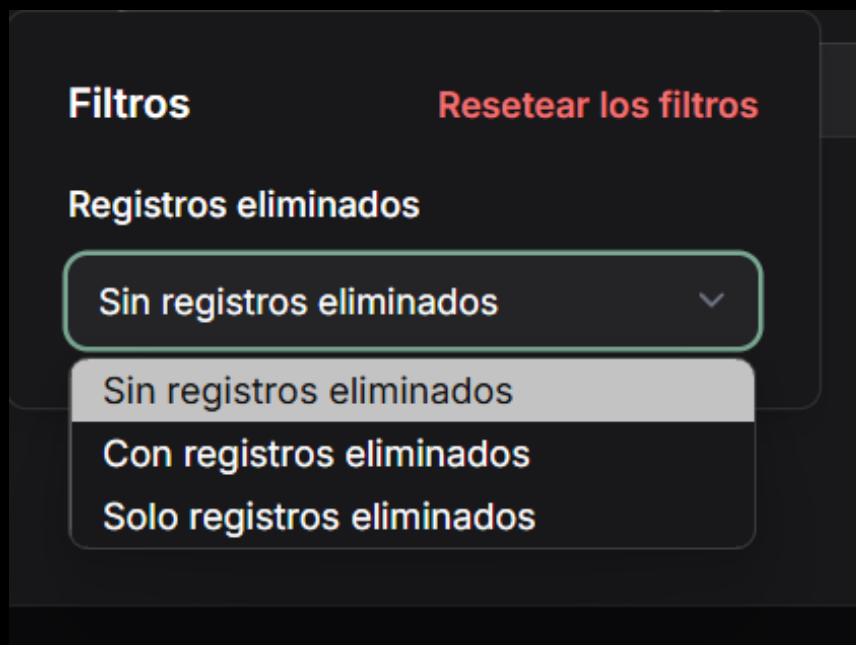 Filtros
Resetear los filtros
Registros eliminados
Sin registros eliminados
Sin registros eliminados
Con registros eliminados
Solo registros eliminados